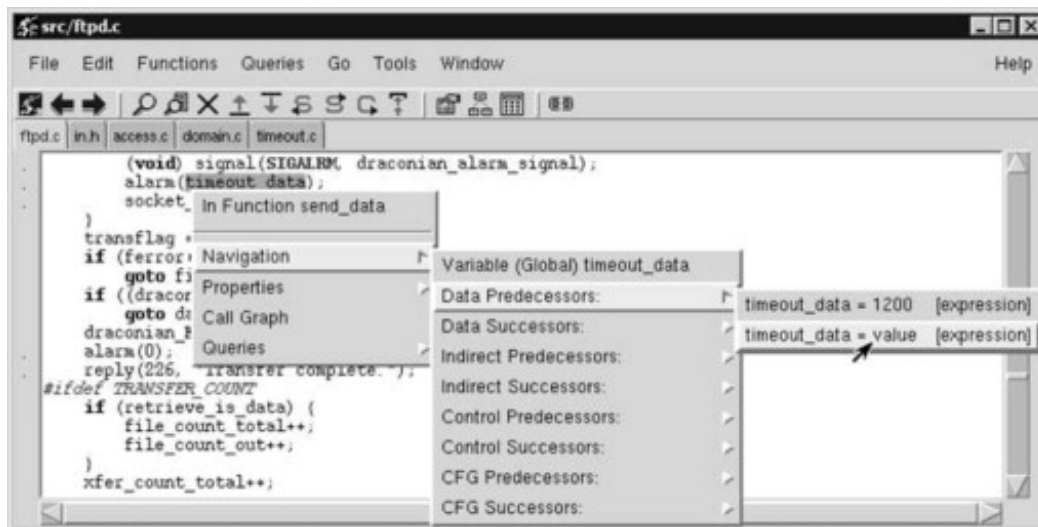 src/ftpd.c
File Edit Functions Queries Go Tools Window Help
ftpd.c in.h access.c domain.c timeout.c
(void) signal(SIGALRM, draconian_alarm_signal);
alarm(timeout_data);
socket_
In Function send_data
}
transflag
if (ferror(
Navigation
goto fi
Properties
if ((dracon
goto da
Call Graph
draconian_
alarm(0);
Queries
reply(226, "Transfer complete.");
#ifdef TRANSFER_COUNT
if (retrieve_is_data) {
file_count_total++;
file_count_out++;
}
xfer_count_total++;
Variable (Global) timeout_data
Data Predecessors:
Data Successors:
Indirect Predecessors:
Indirect Successors:
Control Predecessors:
Control Successors:
CFG Predecessors:
CFG Successors:
timeout_data = 1200 [expression]
timeout_data = value [expression]